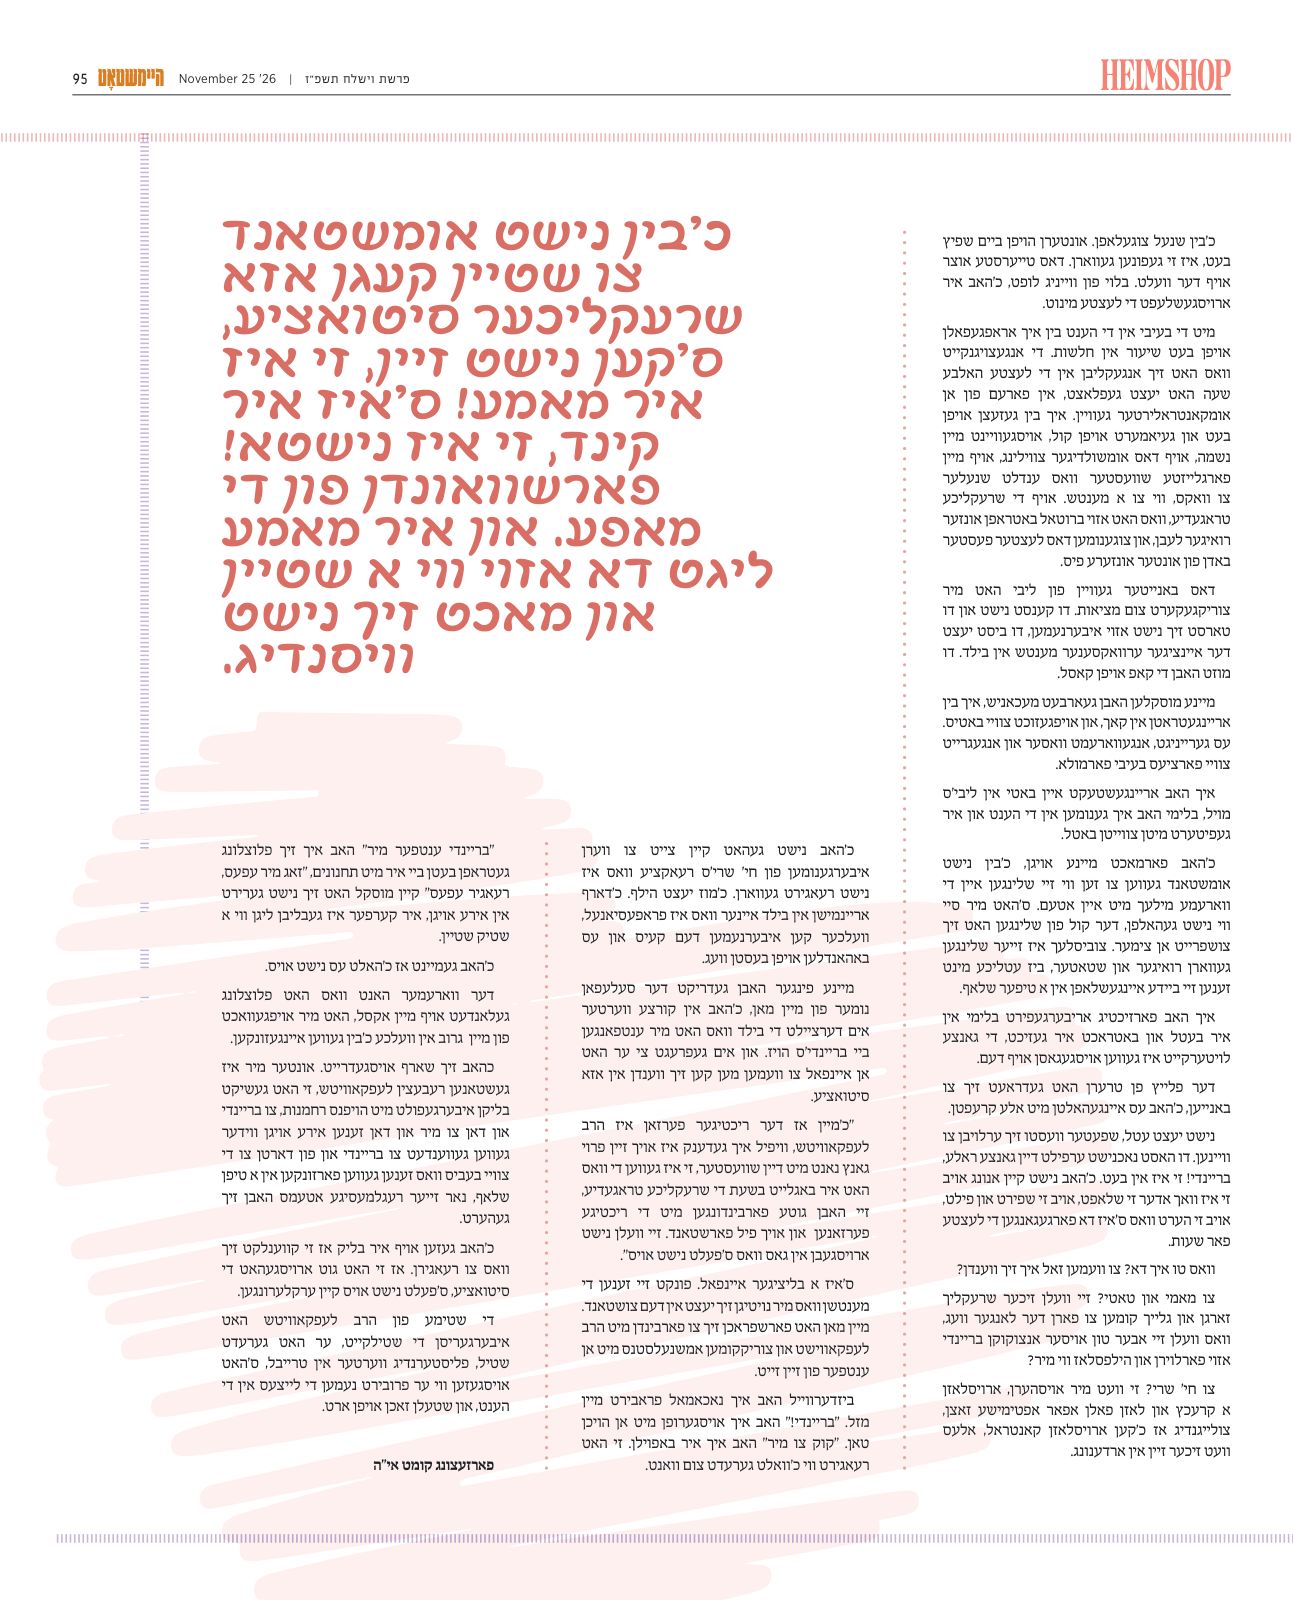 HEIMSHOP
פרשת וישלח תשפ״ז | November 25 '26 היימשטאָט 95
כ'בין שנעל צוגעלאפן. אונטערן הויפן ביים שפיץ
בעט, איז זי געפונען געווארן. דאס טייערסטע אוצר
אויף דער וועלט. בלוי פון ווייניג לופט, כ'האב איר
ארויסגעשלעפט די לעצטע מינוט.
מיט די בעיבי אין די הענט בין איך אראפגעפאלן
אויפן בעט שיעור אין חלשות. די אנגעצויגנקייט
וואס האט זיך אנגעקליבן אין די לעצטע האלבע
שעה האט יעצט געפלאצט, אין פארעם פון אן
אומקאנטראלירטער געוויין. איך בין געזעצן אויפן
בעט און געיאמערט אויפן קול, אויסגעוויינט מיין
נשמה, אויף דאס אומשולדיגער צווילינג, אויף מיין
פארגלייזטע שוועסטער וואס ענדלט שנעלער
צו וואקס, ווי צו א מענטש. אויף די שרעקליכע
טראגעדיע, וואס האט אזוי ברוטאל באטראפן אונזער
רואיגער לעבן, און צוגענומען דאס לעצטער פעסטער
באדן פון אונטער אונזערע פיס.
דאס באנייטער געוויין פון ליבי האט מיר
צוריקגעקערט צום מציאות. דו קענסט נישט און דו
טארסט זיך נישט אזוי איבערנעמען, דו ביסט יעצט
דער איינציגער ערוואקסענער מענטש אין בילד. דו
מוזט האבן די קאפ אויפן קאסל.
מיינע מוסקלען האבן געארבעט מעכאניש, איך בין
אריינגעטראטן אין קאך, און אויפגעזוכט צוויי באטיס.
עס גערייניגט, אנגעווארעמט וואסער און אנגעגרייט
צוויי פארציעס בעיבי פארמולא.
איך האב אריינגעשטעקט איין באטי אין ליבי'ס
מויל, בלימי האב איך גענומען אין די הענט און איר
געפיטערט מיטן צווייטן באטל.
כ'האב פארמאכט מיינע אויגן, כ'בין נישט
אומשטאנד געווען צו זען ווי זיי שלינגען איין די
ווארעמע מילעך מיט איין אטעם. ס'האט מיר סיי
ווי נישט געהאלפן, דער קול פון שלינגען האט זיך
צושפרייט אן צימער. צוביסלעך איז זייער שלינגען
געווארן רואיגער און שטאטער, ביז עטליכע מינט
זענען זיי ביידע איינגעשלאפן אין א טיפער שלאף.
איך האב פארזיכטיג אריבערגעפירט בלימי אין
איר בעטל און באטראכט איר געזיכט, די גאנצע
לויטערקייט איז געווען אויסגעגאסן אויף דעם.
דער פלייץ פן טרערן האט געדראעט זיך צו
באנייען, כ'האב עס איינגעהאלטן מיט אלע קרעפטן.
נישט יעצט עטל, שפעטער וועסטו זיך ערלויבן צו
וויינען. דו האסט נאכנישט ערפילט דיין גאנצע ראלע,
בריינדי! זי איז אין בעט. כ'האב נישט קיין אנונג אויב
זי איז וואך אדער זי שלאפט, אויב זי שפירט און פילט,
אויב זי הערט וואס ס'איז דא פארגעגאנגען די לעצטע
פאר שעות.
וואס טו איך דא? צו וועמען זאל איך זיך ווענדן?
צו מאמי און טאטי? זיי וועלן זיכער שרעקליך
זארגן און גלייך קומען צו פארן דער לאנגער וועג,
וואס וועלן זיי אבער טון אויסער אנצוקוקן בריינדי
אזוי פארלוירן און הילפסלאז ווי מיר?
צו חי' שרי? זי וועט מיר אויסהערן, ארויסלאזן
א קרעכץ און לאזן פאלן אפאר אפטימישע זאצן,
צולייגנדיג אז כ'קען ארויסלאזן קאנטראל, אלעס
וועט זיכער זיין אין ארדענונג.
כ'בין נישט אומשטאנד
צו שטיין קעגן אזא
שרעקליכער סיטואציע,
ס'קען נישט זיין, זי איז
איר מאמע! ס'איז איר
קינד, זי איז נישטא!
פארשוואונדן פון די
מאפע. און איר מאמע
ליגט דא אזוי ווי א שטיין
און מאכט זיך נישט
וויסנדיג.
כ'האב נישט געהאט קיין צייט צו ווערן
איבערגענומען פון חי' שרי'ס רעאקציע וואס איז
נישט רעאגירט געווארן. כ'מוז יעצט הילף. כ'דארף
אריינמישן אין בילד איינער וואס איז פראפעסיאנעל,
וועלכער קען איבערנעמען דעם קעיס און עס
באהאנדלען אויפן בעסטן וועג.
מיינע פינגער האבן געדריקט דער סעלעפאן
נומער פון מיין מאן, כ'האב אין קורצע ווערטער
אים דערציילט די בילד וואס האט מיר ענטפאנגען
ביי בריינדי'ס הויז. און אים געפרעגט צי ער האט
אן איינפאל צו וועמען מען קען זיך ווענדן אין אזא
סיטואציע.
"כ'מיין אז דער ריכטיגער פערזאן איז הרב
לעפקאוויטש, וויפיל איך געדענק איז אויך זיין פרוי
גאנץ נאנט מיט דיין שוועסטער, זי איז געווען די וואס
האט איר באגלייט בשעת די שרעקליכע טראגעדיע,
זיי האבן גוטע פארבינדונגען מיט די ריכטיגע
פערזאנען און אויך פיל פארשטאנד. זיי וועלן נישט
ארויסגעבן אין גאס וואס ס'פעלט נישט אויס".
ס'איז א בליציגער איינפאל. פונקט זיי זענען די
מענטשן וואס מיר נויטיגן זיך יעצט אין דעם צושטאנד.
מיין מאן האט פארשפראכן זיך צו פארבינדן מיט הרב
לעפקאווישט און צוריקקומען אמשנעלסטנס מיט אן
ענטפער פון זיין זייט.
ביזדערווייל האב איך נאכאמאל פראבירט מיין
מזל. "בריינדי!" האב איך אויסגערופן מיט אן הויכן
טאן. "קוק צו מיר" האב איך איר באפוילן. זי האט
רעאגירט ווי כ'וואלט גערעדט צום וואנט.
"בריינדי ענטפער מיר" האב איך זיך פלוצלונג
געטראפן בעטן ביי איר מיט תחנונים, "זאג מיר עפעס,
רעאגיר עפעס" קיין מוסקל האט זיך נישט גערירט
אין אירע אויגן, איר קערפער איז געבליבן ליגן ווי א
שטיק שטיין.
כ'האב געמיינט אז כ'האלט עס נישט אויס.
דער ווארעמער האנט וואס האט פלוצלונג
געלאנדעט אויף מיין אקסל, האט מיר אויפגעוואכט
פון מיין גרוב אין וועלכע כ'בין געווען איינגעזונקען.
כהאב זיך שארף אויסגעדרייט. אונטער מיר איז
געשטאנען רעבעצין לעפקאוויטש, זי האט געשיקט
בליקן איבערגעפולט מיט הויפנס רחמנות, צו בריינדי
און דאן צו מיר און דאן זענען אירע אויגן ווידער
געווען געווענדעט צו בריינדי און פון דארטן צו די
צוויי בעביס וואס זענען געווען פארזונקען אין א טיפן
שלאף, נאר זייער רעגלמעסיגע אטעמס האבן זיך
געהערט.
כ'האב געזען אויף איר בליק אז זי קווענלקט זיך
וואס צו רעאגירן. אז זי האט גוט ארויסגעהאט די
סיטואציע, ס'פעלט נישט אויס קיין ערקלערונגען.
די שטימע פון הרב לעפקאוויטש האט
איבערגעריסן די שטילקייט, ער האט גערעדט
שטיל, פליסטערנדיג ווערטער אין טרייבל, ס'האט
אויסגעזען ווי ער פרובירט נעמען די לייצעס אין די
הענט, און שטעלן זאכן אויפן ארט.
פארזעצונג קומט אי"ה